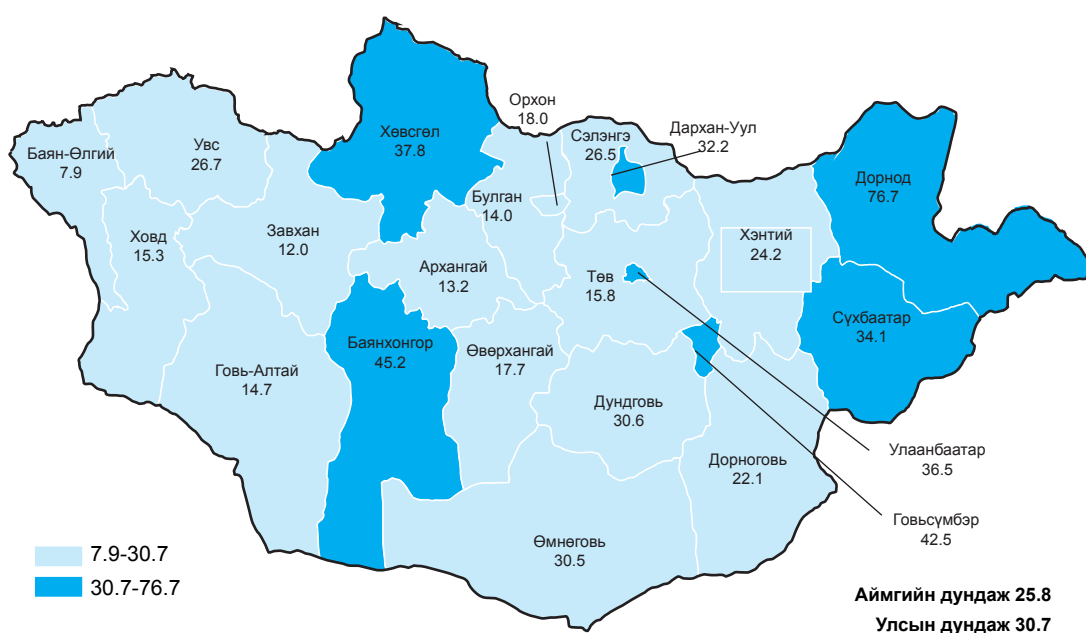 Орхон
18.0
Сэлэнгэ
26.5
Дархан-Уул
32.2
Хөвсгөл
37.8
Увс
26.7
Баян-Өлгий
7.9
Дорнод
76.7
Булган
14.0
Ховд
15.3
Завхан
12.0
Хэнтий
24.2
Архангай
13.2
Төв
15.8
Сүхбаатар
34.1
Баянхонгор
45.2
Өвөрхангай
17.7
Говь-Алтай
14.7
Дундговь
30.6
Улаанбаатар
36.5
Дорноговь
22.1
Говьсүмбэр
42.5
Өмнөговь
30.5
7.9-30.7
30.7-76.7
Аймгийн дундаж 25.8
Улсын дундаж 30.7